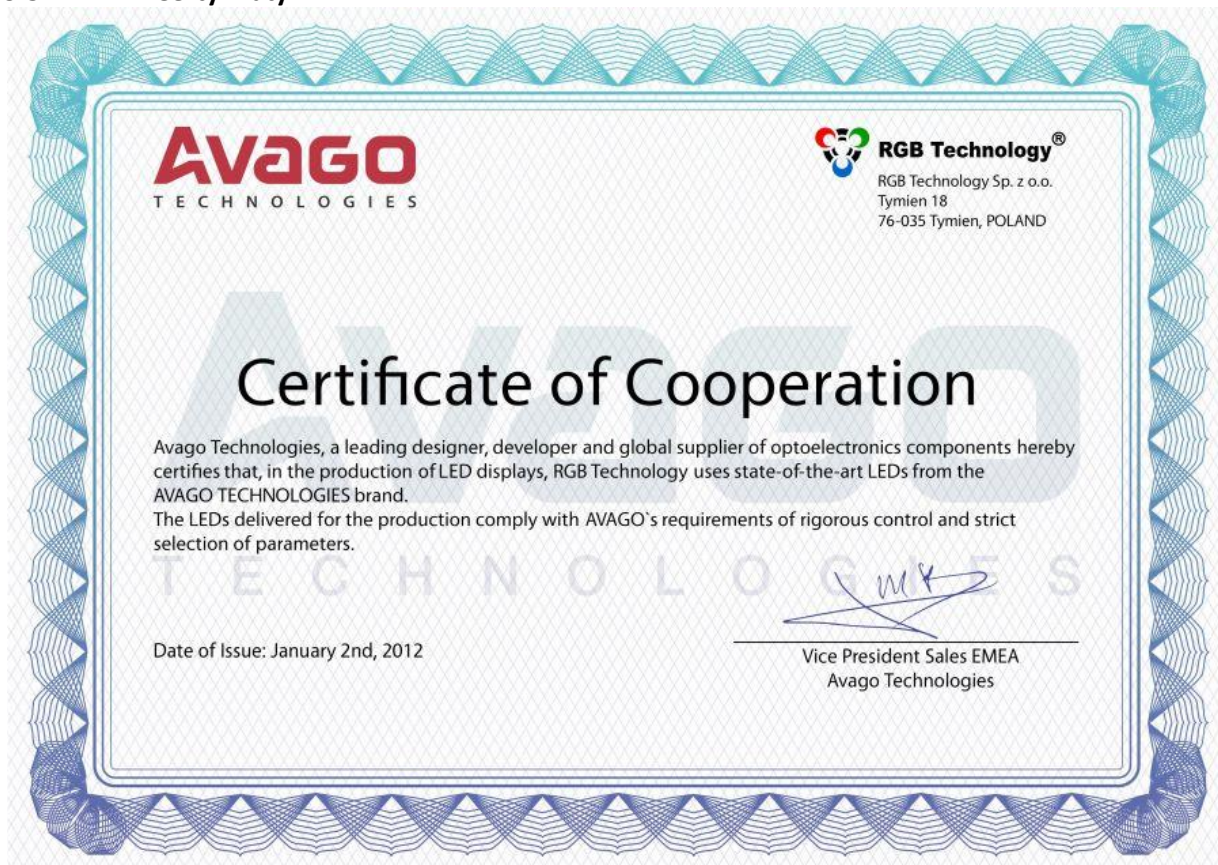 AVAGO
TECHNOLOGIES
RGB Technology®
RGB Technology Sp. z o.o.
Tymien 18
76-035 Tymien, POLAND
AVAGO
Certificate of Cooperation
Avago Technologies, a leading designer, developer and global supplier of optoelectronics components hereby
certifies that, in the production of LED displays, RGB Technology uses state-of-the-art LEDs from the
AVAGO TECHNOLOGIES brand.
The LEDs delivered for the production comply with AVAGO`s requirements of rigorous control and strict
selection of parameters.
TECHNOLOGIES
Date of Issue: January 2nd, 2012
Vice President Sales EMEA
Avago Technologies